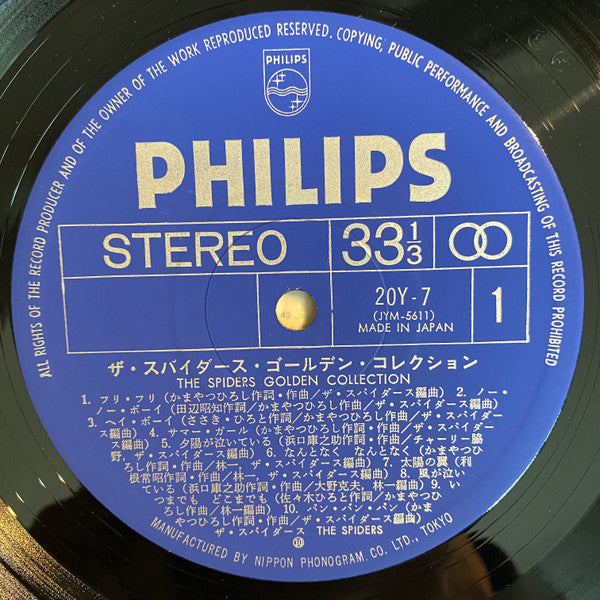 ALL RIGHTS OF THE RECORD PRODUCER AND OF THE OWNER OF THE WORK REPRODUCED RESERVED. COPYING, PUBLIC PERFORMANCE AND BROADCASTING OF THIS RECORD PROHIBITED
PHILIPS
PHILIPS
STEREO 33 1/3
20Y-7
(JYM-5611)
MADE IN JAPAN
1
ザ・スパイダース・ゴールデン・コレクション
THE SPIDERS GOLDEN COLLECTION
1. フリ・フリ (かまやつひろし作詞・作曲/ザ・スパイダース編曲) 2. ノー・
ノー・ボーイ (田辺昭知作詞/かまやつひろし作曲/ザ・スパイダース編曲)
3. ヘイ・ボーイ (ささき・ひろと作詞/かまやつひろし作曲/ザ・スパイダー
ス編曲) 4. サマー・ガール (かまやつひろし作詞・作曲/ザ・スパイダー
ス編曲) 5. 夕陽が泣いている (浜口庫之助作詞・作曲/チャーリー脇
野, ザ・スパイダース編曲) 6. なんとなく なんとなく (かまやつひ
ろし作詞・作曲/林一, ザ・スパイダース編曲) 7. 太陽の翼 (利
根常昭作詞・作曲/林一, ザ・スパイダース編曲) 8. 風が泣い
ている (浜口庫之助作詞・作曲/大野克夫, 林一編曲) 9. い
つまでも どこまでも (佐々木ひろと作詞/かまやつひ
ろし作曲/林一編曲) 10. バン・バン・バン (かま
やつひろし作詞・作曲/ザ・スパイダース編曲)
ザ・スパイダース THE SPIDERS
⑩
MANUFACTURED BY NIPPON PHONOGRAM. CO. LTD., TOKYO